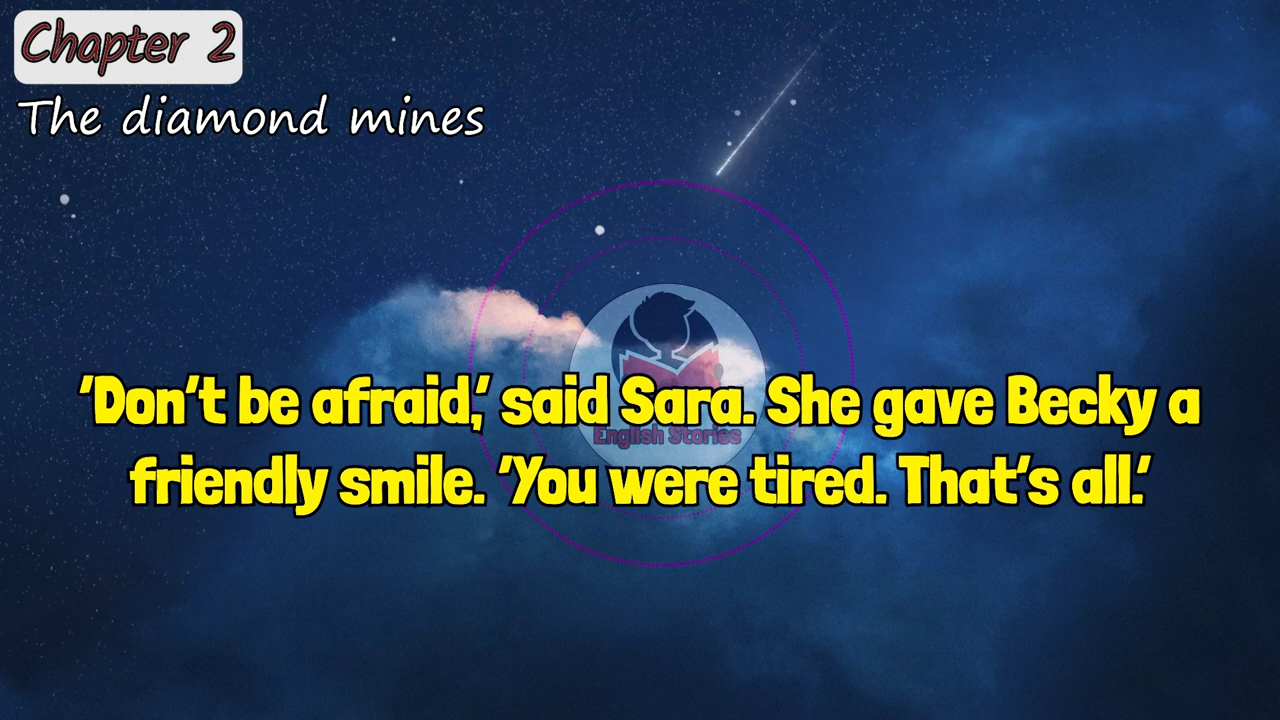 Chapter 2
The diamond mines
'Don't be afraid,' said Sara. She gave Becky a
English Stories
friendly smile. 'You were tired. That's all.'